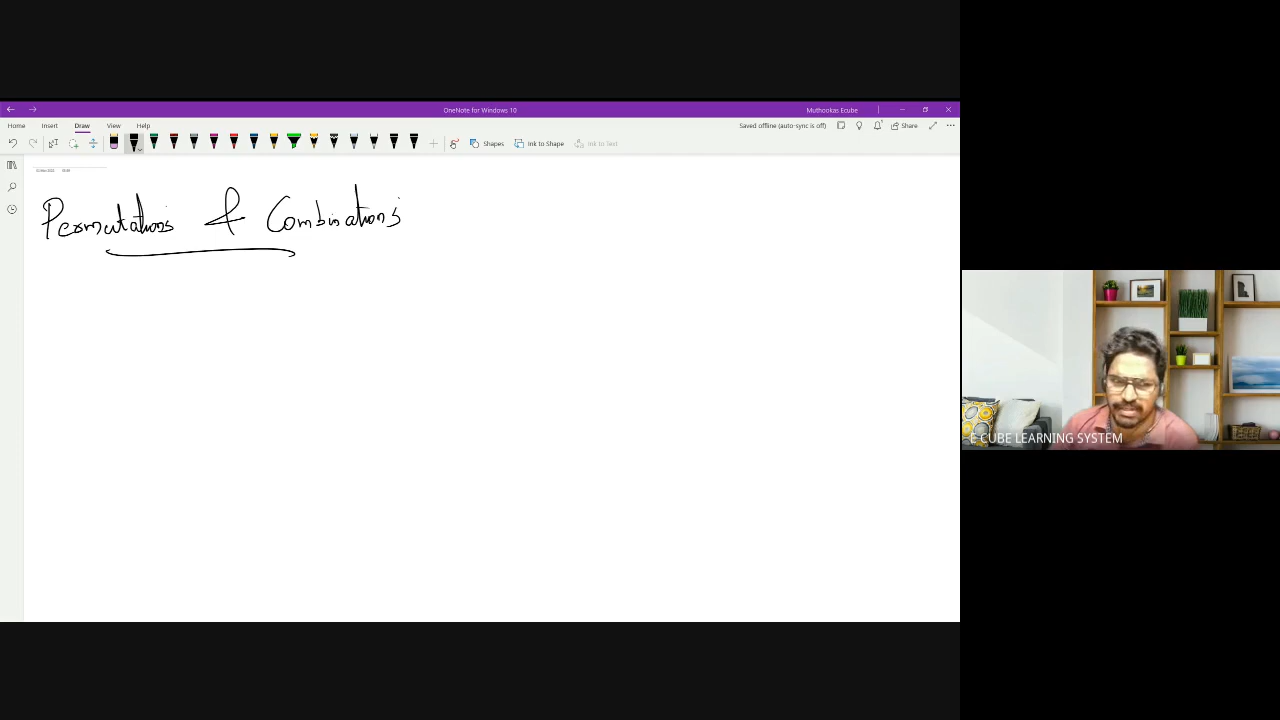 OneNote for Windows 10
Muthookas Ecube
Home Insert Draw View Help
Saved offline (auto-sync is off) Share
Shapes Ink to Shape Ink to Text
Permutations & Combinations
E CUBE LEARNING SYSTEM